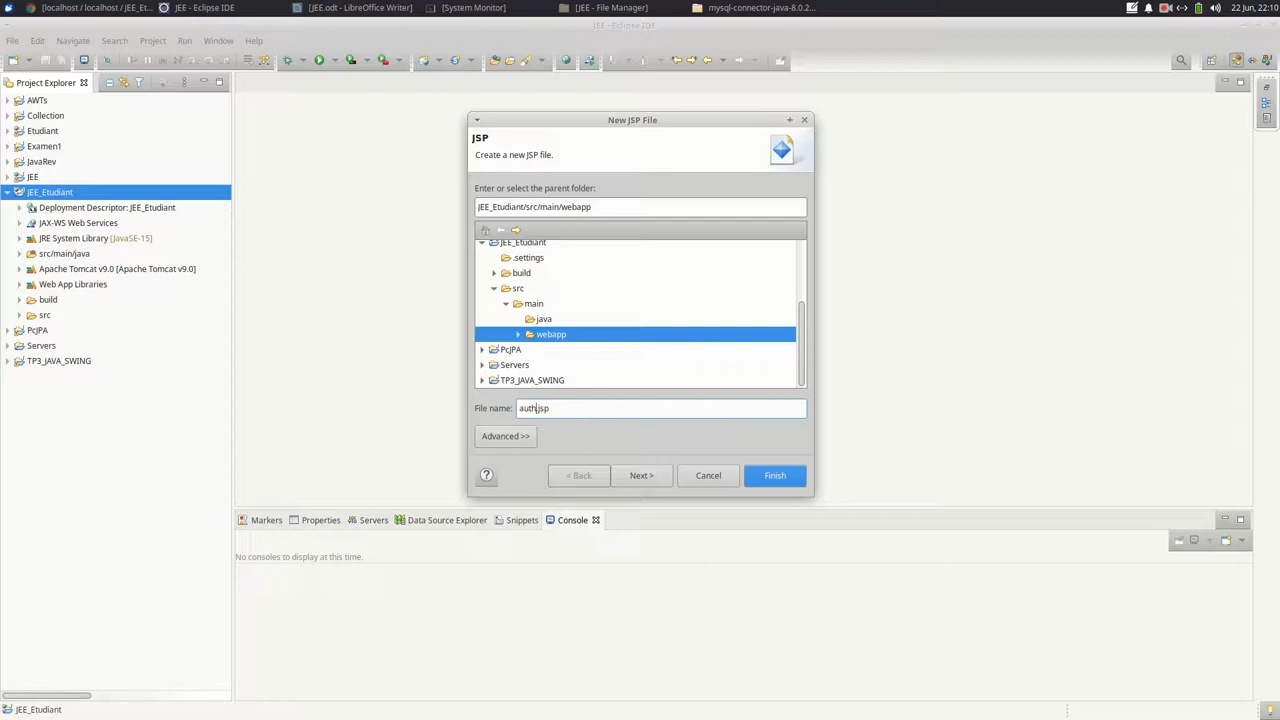 [localhost / localhost / JEE_Et...
JEE - Eclipse IDE
[JEE.odt - LibreOffice Writer]
[System Monitor]
[JEE - File Manager]
mysql-connector-java-8.0.2...
22 Jun, 22:10
JEE - Eclipse IDE
File
Edit
Navigate
Search
Project
Run
Window
Help
Project Explorer
AWTs
Collection
Etudiant
Examen1
JavaRev
JEE
JEE_Etudiant
Deployment Descriptor: JEE_Etudiant
JAX-WS Web Services
JRE System Library [JavaSE-15]
src/main/java
Apache Tomcat v9.0 [Apache Tomcat v9.0]
Web App Libraries
build
src
PcJPA
Servers
TP3_JAVA_SWING
New JSP File
JSP
Create a new JSP file.
Enter or select the parent folder:
JEE_Etudiant/src/main/webapp
JEE_Etudiant
.settings
build
src
main
java
webapp
PcJPA
Servers
TP3_JAVA_SWING
File name: auth.jsp
Advanced >>
?
< Back
Next >
Cancel
Finish
Markers
Properties
Servers
Data Source Explorer
Snippets
Console
No consoles to display at this time.
JEE_Etudiant